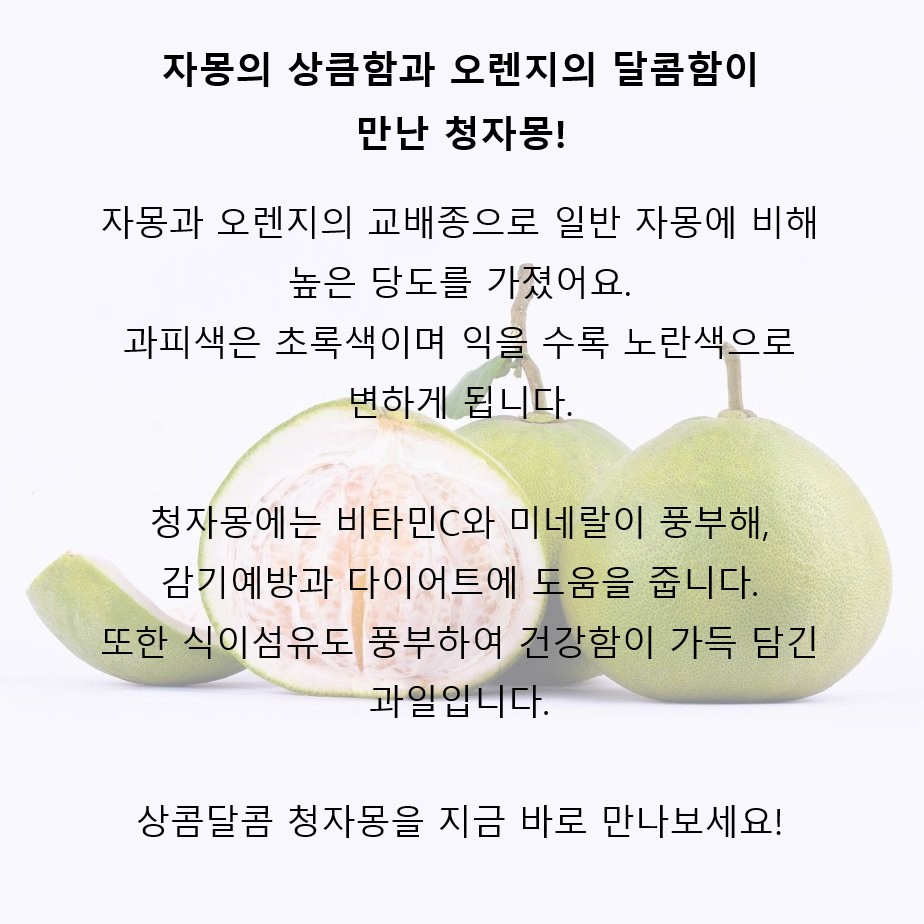 자몽의 상큼함과 오렌지의 달콤함이
만난 청자몽!
자몽과 오렌지의 교배종으로 일반 자몽에 비해
높은 당도를 가졌어요.
과피색은 초록색이며 익을 수록 노란색으로
변하게 됩니다.
청자몽에는 비타민C와 미네랄이 풍부해,
감기예방과 다이어트에 도움을 줍니다.
또한 식이섬유도 풍부하여 건강함이 가득 담긴
과일입니다.
상콤달콤 청자몽을 지금 바로 만나보세요!